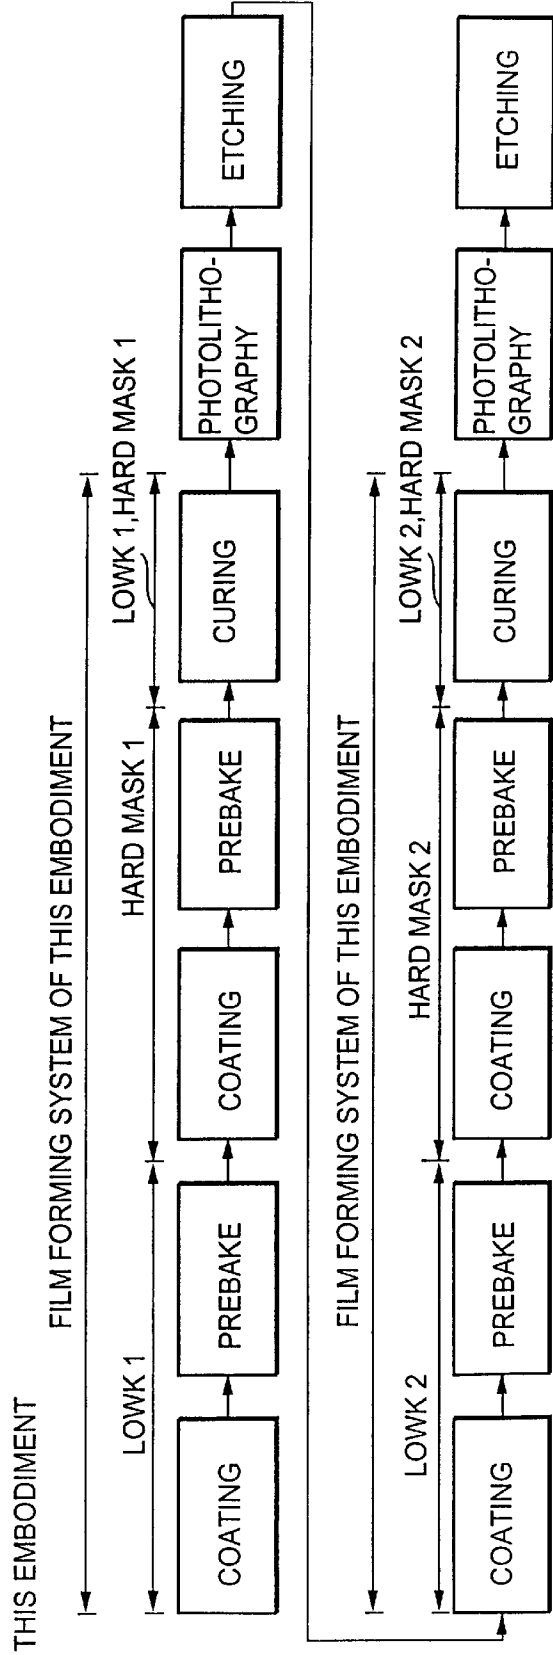 THIS EMBODIMENT
FILM FORMING SYSTEM OF THIS EMBODIMENT
LOWK 1
HARD MASK 1
LOWK 1,HARD MASK 1
COATING
PREBAKE
COATING
PREBAKE
CURING
PHOTOLITHO-
GRAPHY
ETCHING
FILM FORMING SYSTEM OF THIS EMBODIMENT
LOWK 2
HARD MASK 2
LOWK 2,HARD MASK 2
COATING
PREBAKE
COATING
PREBAKE
CURING
PHOTOLITHO-
GRAPHY
ETCHING